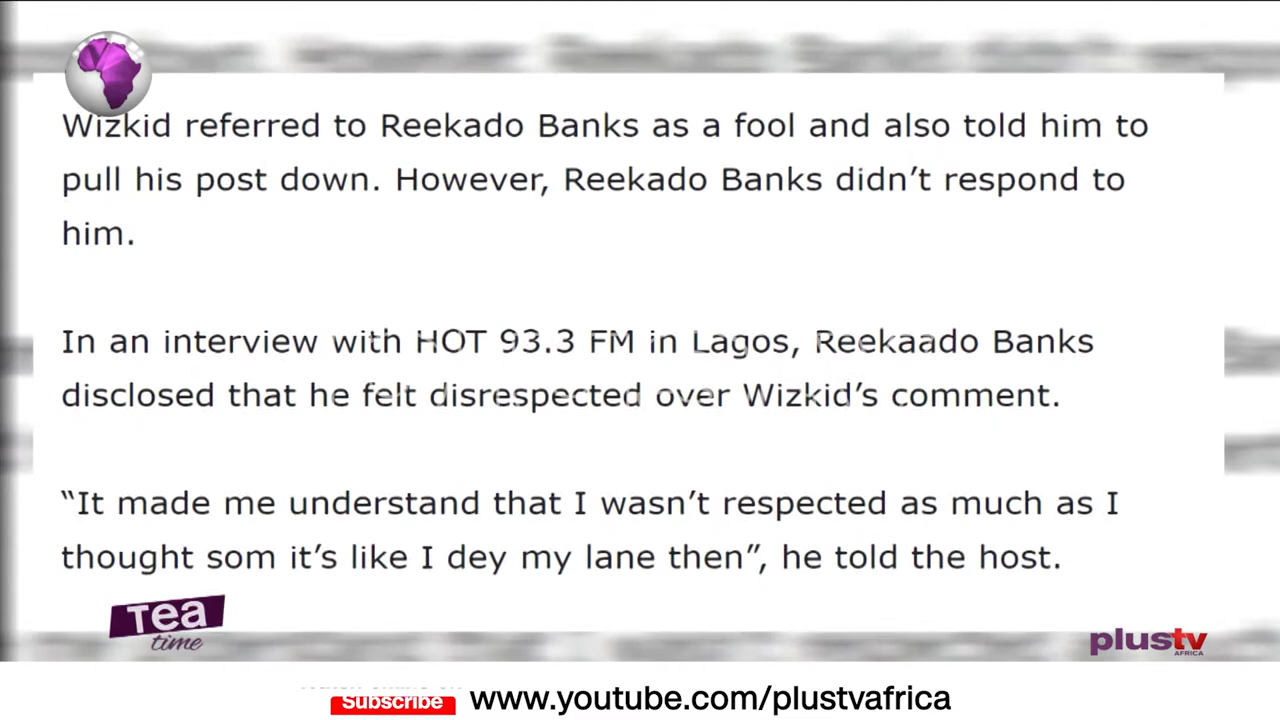 Wizkid referred to Reekado Banks as a fool and also told him to
pull his post down. However, Reekado Banks didn’t respond to
him.
In an interview with HOT 93.3 FM in Lagos, Reekaado Banks
disclosed that he felt disrespected over Wizkid’s comment.
“It made me understand that I wasn’t respected as much as I
thought som it’s like I dey my lane then”, he told the host.
Tea
time
plustv
AFRICA
Subscribe www.youtube.com/plustvafrica